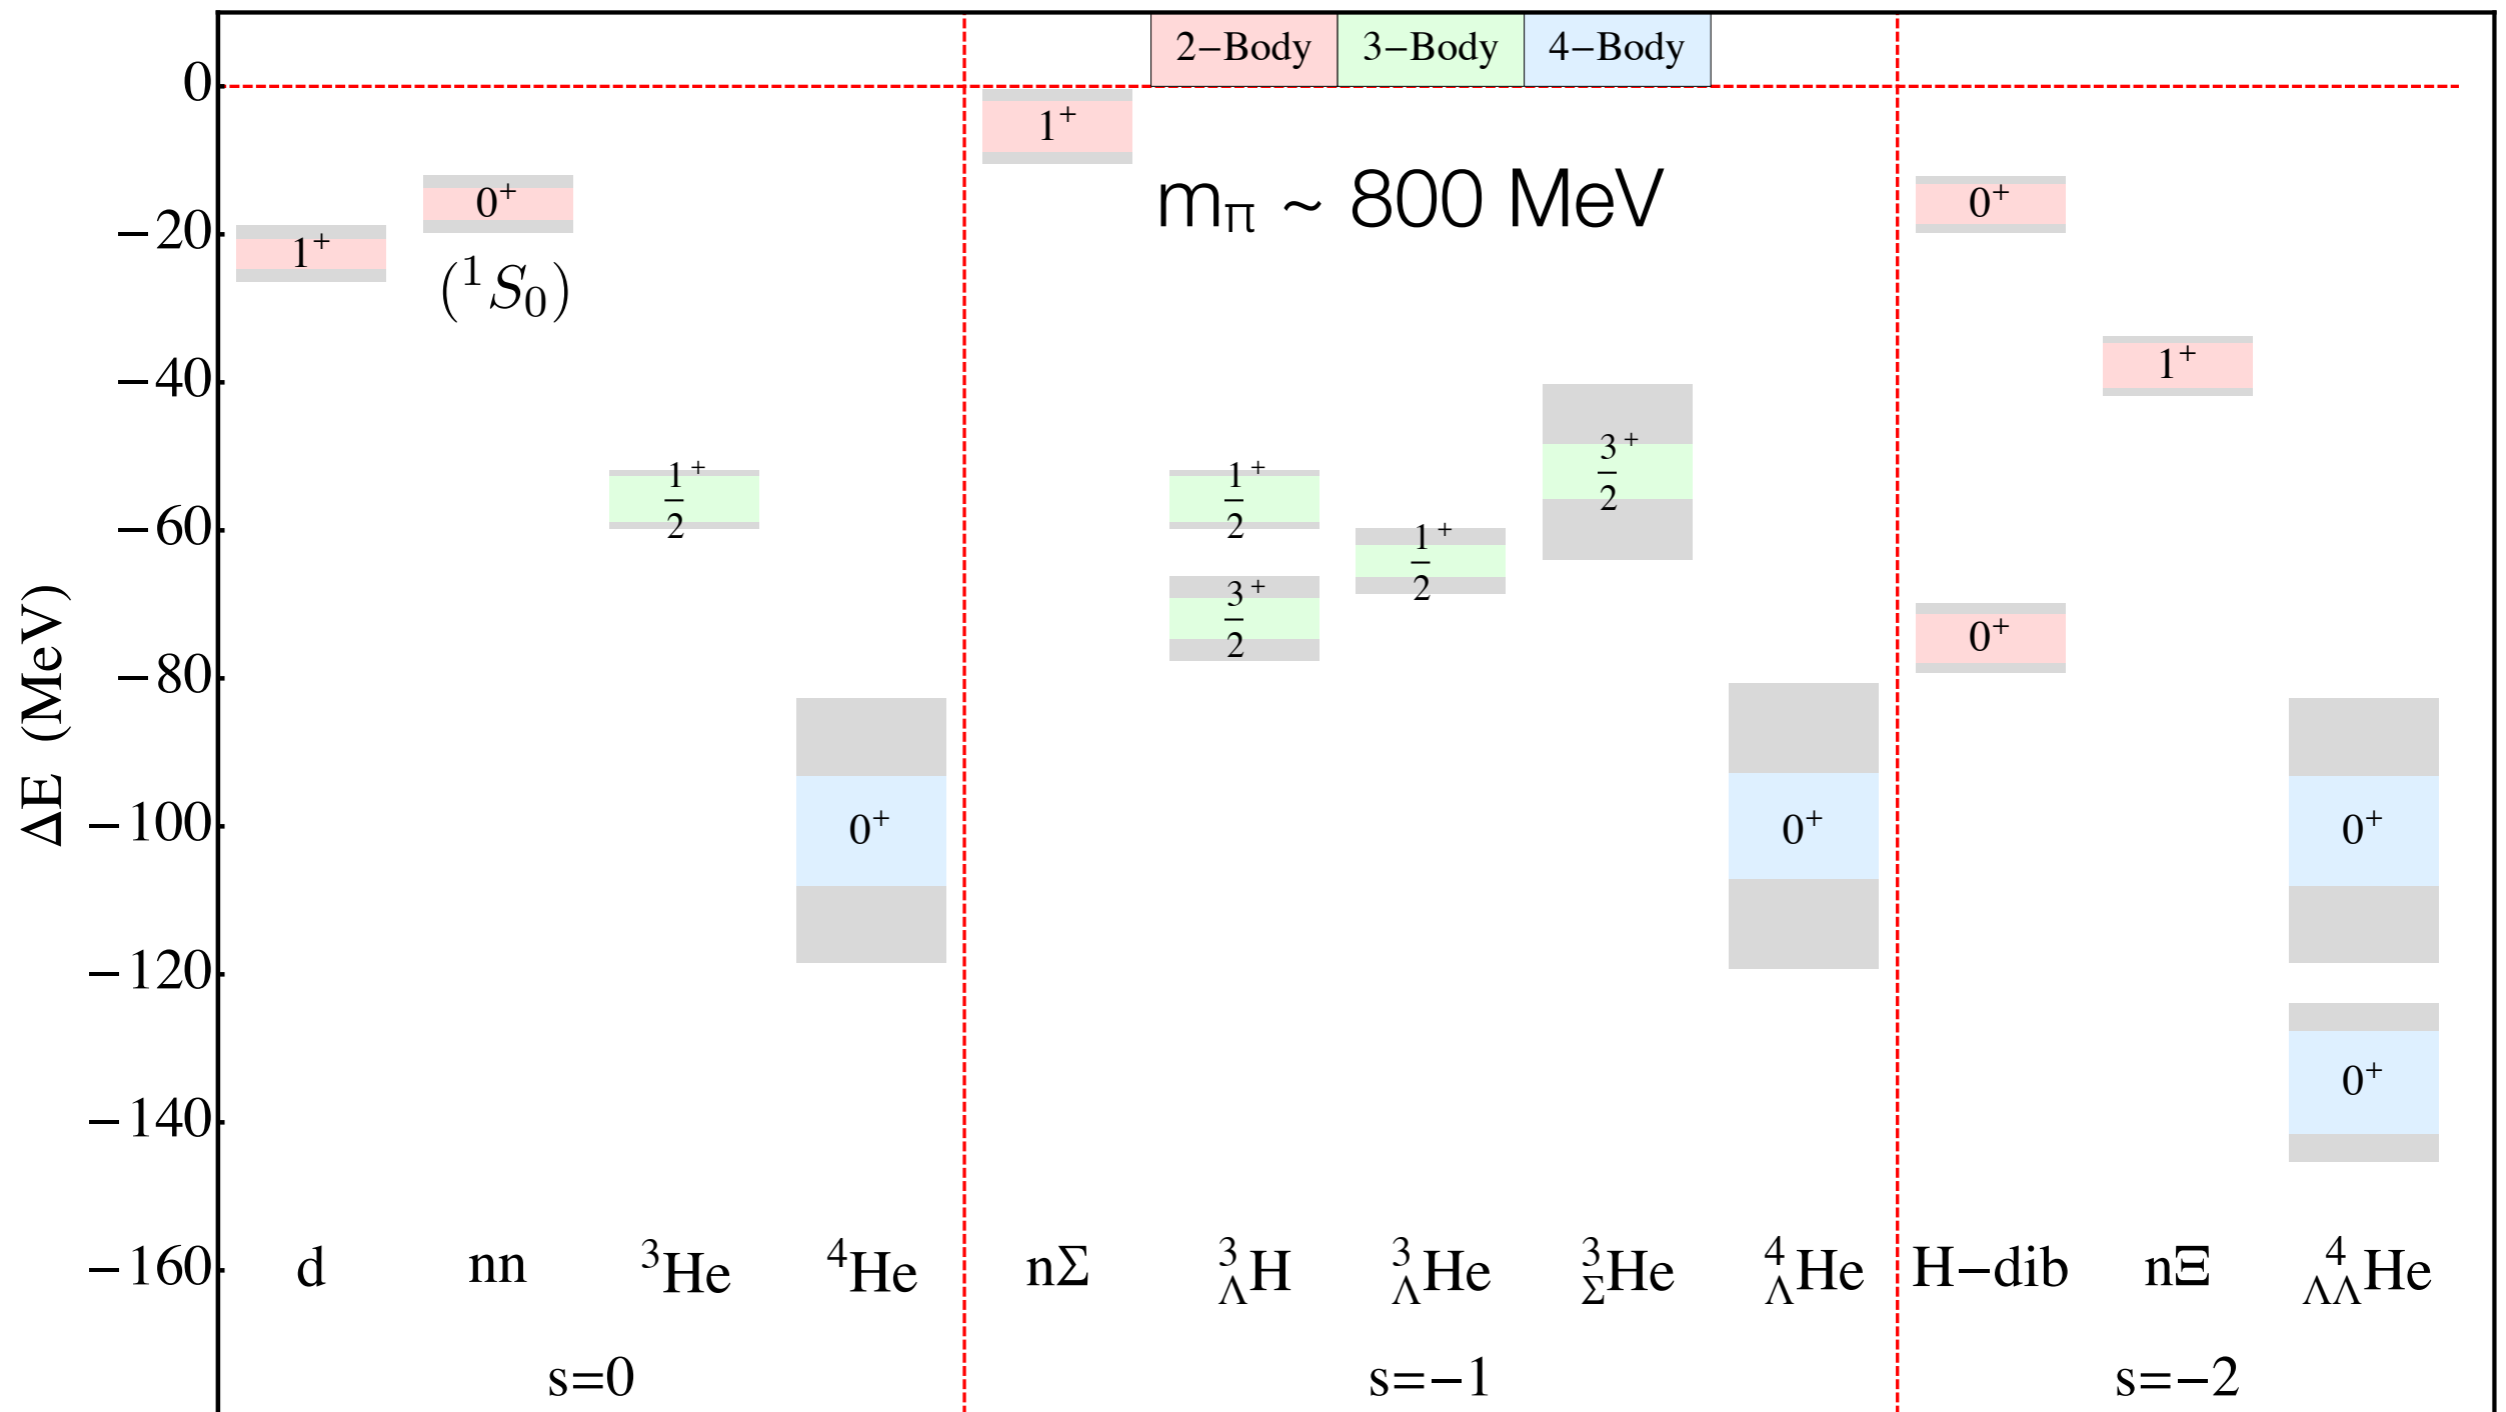 2−Body 3−Body 4−Body
0
1⁺
mπ ~ 800 MeV
0⁺ 0⁺
−20
1⁺
(¹S₀)
1⁺
−40
3/2⁺
1/2⁺ 1/2⁺
−60
1/2⁺
3/2⁺
0⁺
−80
ΔE (MeV)
−100
0⁺ 0⁺ 0⁺
−120
0⁺
−140
−160
d nn ³He ⁴He nΣ ³ΛH ³ΛHe ³ΣHe ⁴ΛHe H−dib nΞ ⁴ΛΛHe
s=0 s=−1 s=−2